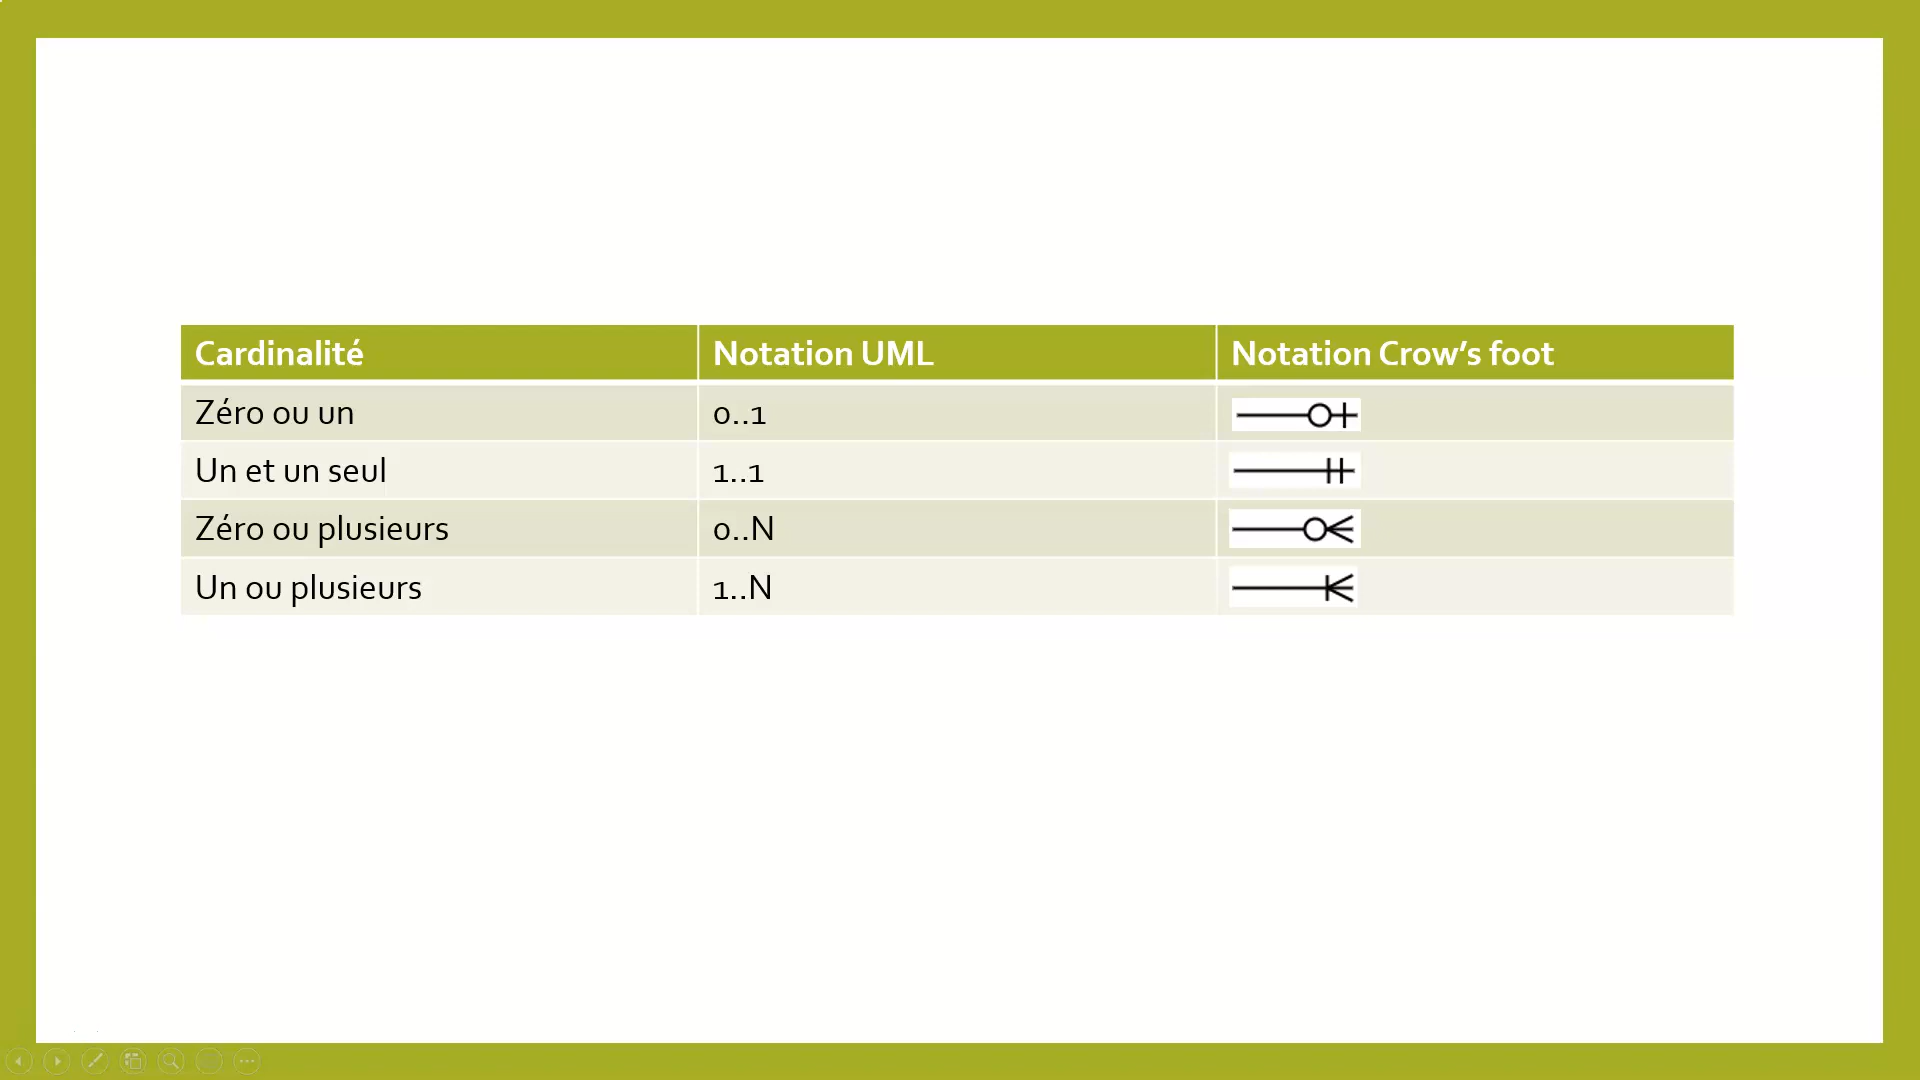 Cardinalité Notation UML Notation Crow's foot
Zéro ou un 0..1
Un et un seul 1..1
Zéro ou plusieurs 0..N
Un ou plusieurs 1..N